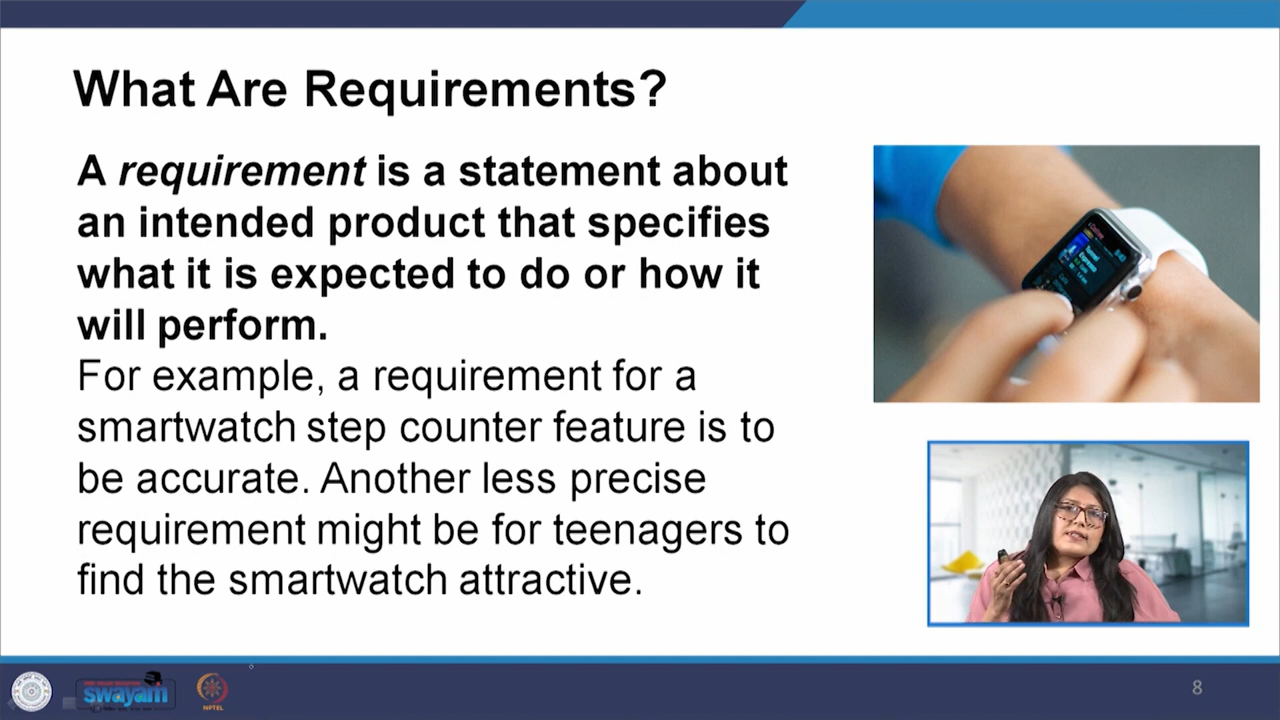 What Are Requirements?
A requirement is a statement about
an intended product that specifies
what it is expected to do or how it
will perform.
For example, a requirement for a
smartwatch step counter feature is to
be accurate. Another less precise
requirement might be for teenagers to
find the smartwatch attractive.
swayam
NPTEL
8